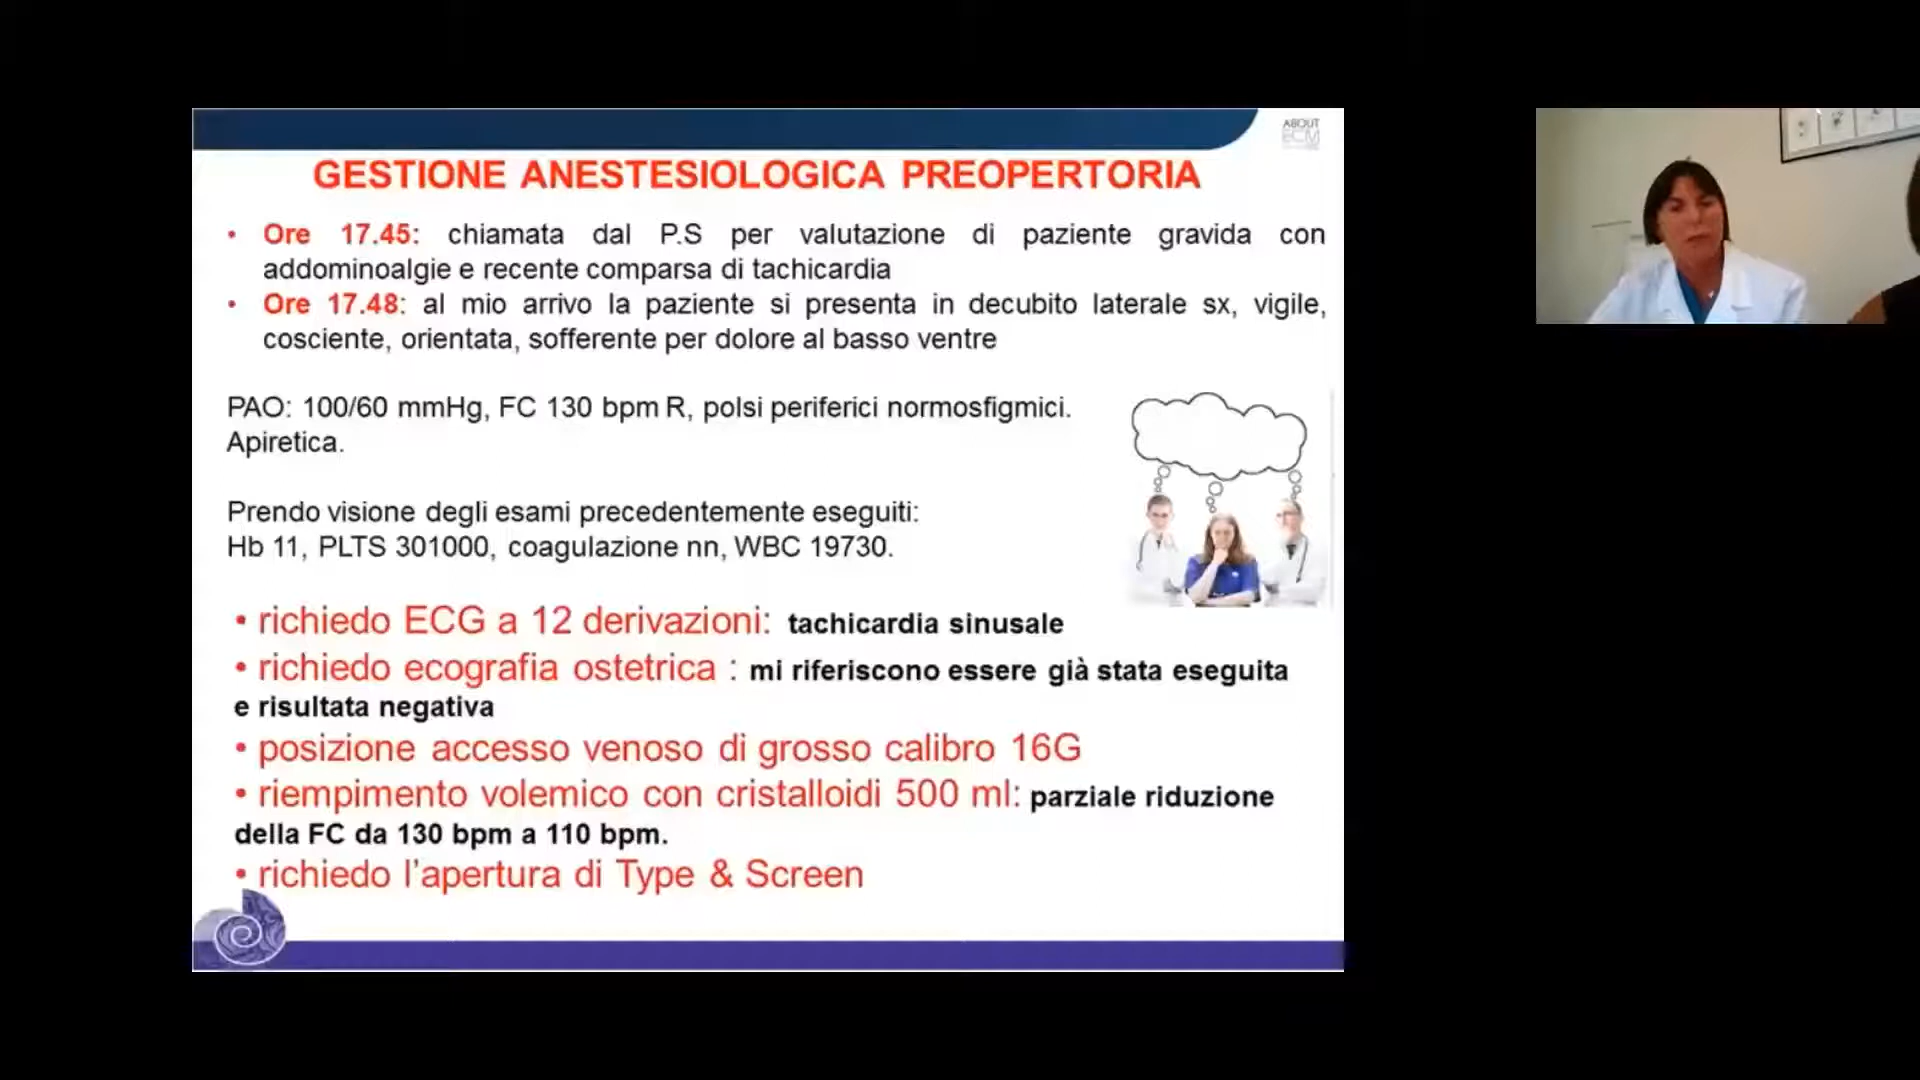 ABOUT
ECM
GESTIONE ANESTESIOLOGICA PREOPERTORIA
• Ore 17.45: chiamata dal P.S per valutazione di paziente gravida con
addominoalgie e recente comparsa di tachicardia
• Ore 17.48: al mio arrivo la paziente si presenta in decubito laterale sx, vigile,
cosciente, orientata, sofferente per dolore al basso ventre
PAO: 100/60 mmHg, FC 130 bpm R, polsi periferici normosfigmici.
Apiretica.
Prendo visione degli esami precedentemente eseguiti:
Hb 11, PLTS 301000, coagulazione nn, WBC 19730.
• richiedo ECG a 12 derivazioni: tachicardia sinusale
• richiedo ecografia ostetrica : mi riferiscono essere già stata eseguita
e risultata negativa
• posizione accesso venoso di grosso calibro 16G
• riempimento volemico con cristalloidi 500 ml: parziale riduzione
della FC da 130 bpm a 110 bpm.
• richiedo l'apertura di Type & Screen